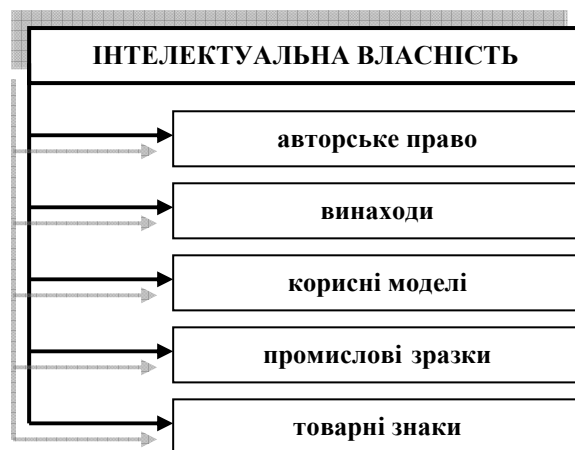 ІНТЕЛЕКТУАЛЬНА ВЛАСНІСТЬ
авторське право
винаходи
корисні моделі
промислові зразки
товарні знаки